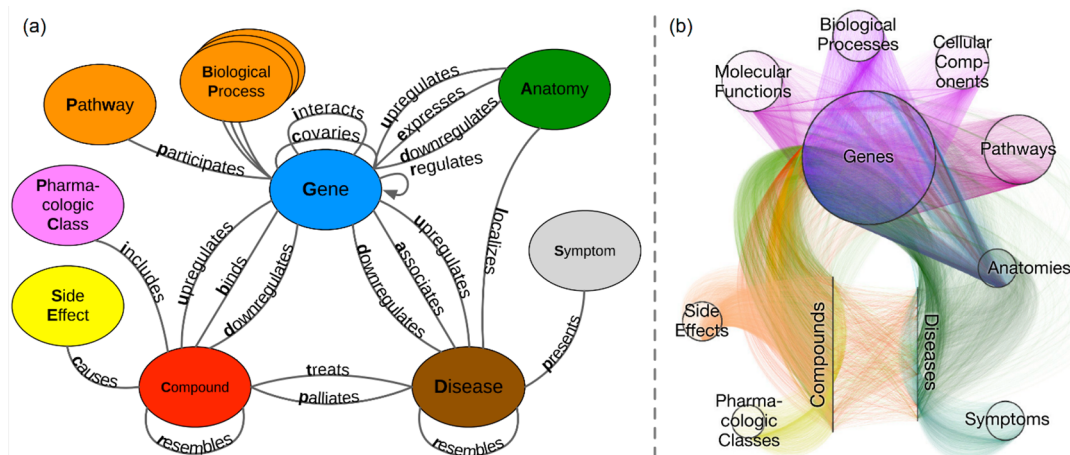 (a)
Pathway
Biological
Process
interacts
covaries
upregulates
expresses
downregulates
regulates
Anatomy
participates
Gene
Pharma-
cologic
Class
includes
upregulates
binds
downregulates
downregulates
associates
upregulates
localizes
Symptom
Side
Effect
causes
Compound
treats
palliates
Disease
presents
resembles
resembles
(b)
Biological
Processes
Cellular
Comp-
onents
Molecular
Functions
Genes
Pathways
Anatomies
Side
Effects
Compounds
Diseases
Pharma-
cologic
Classes
Symptoms